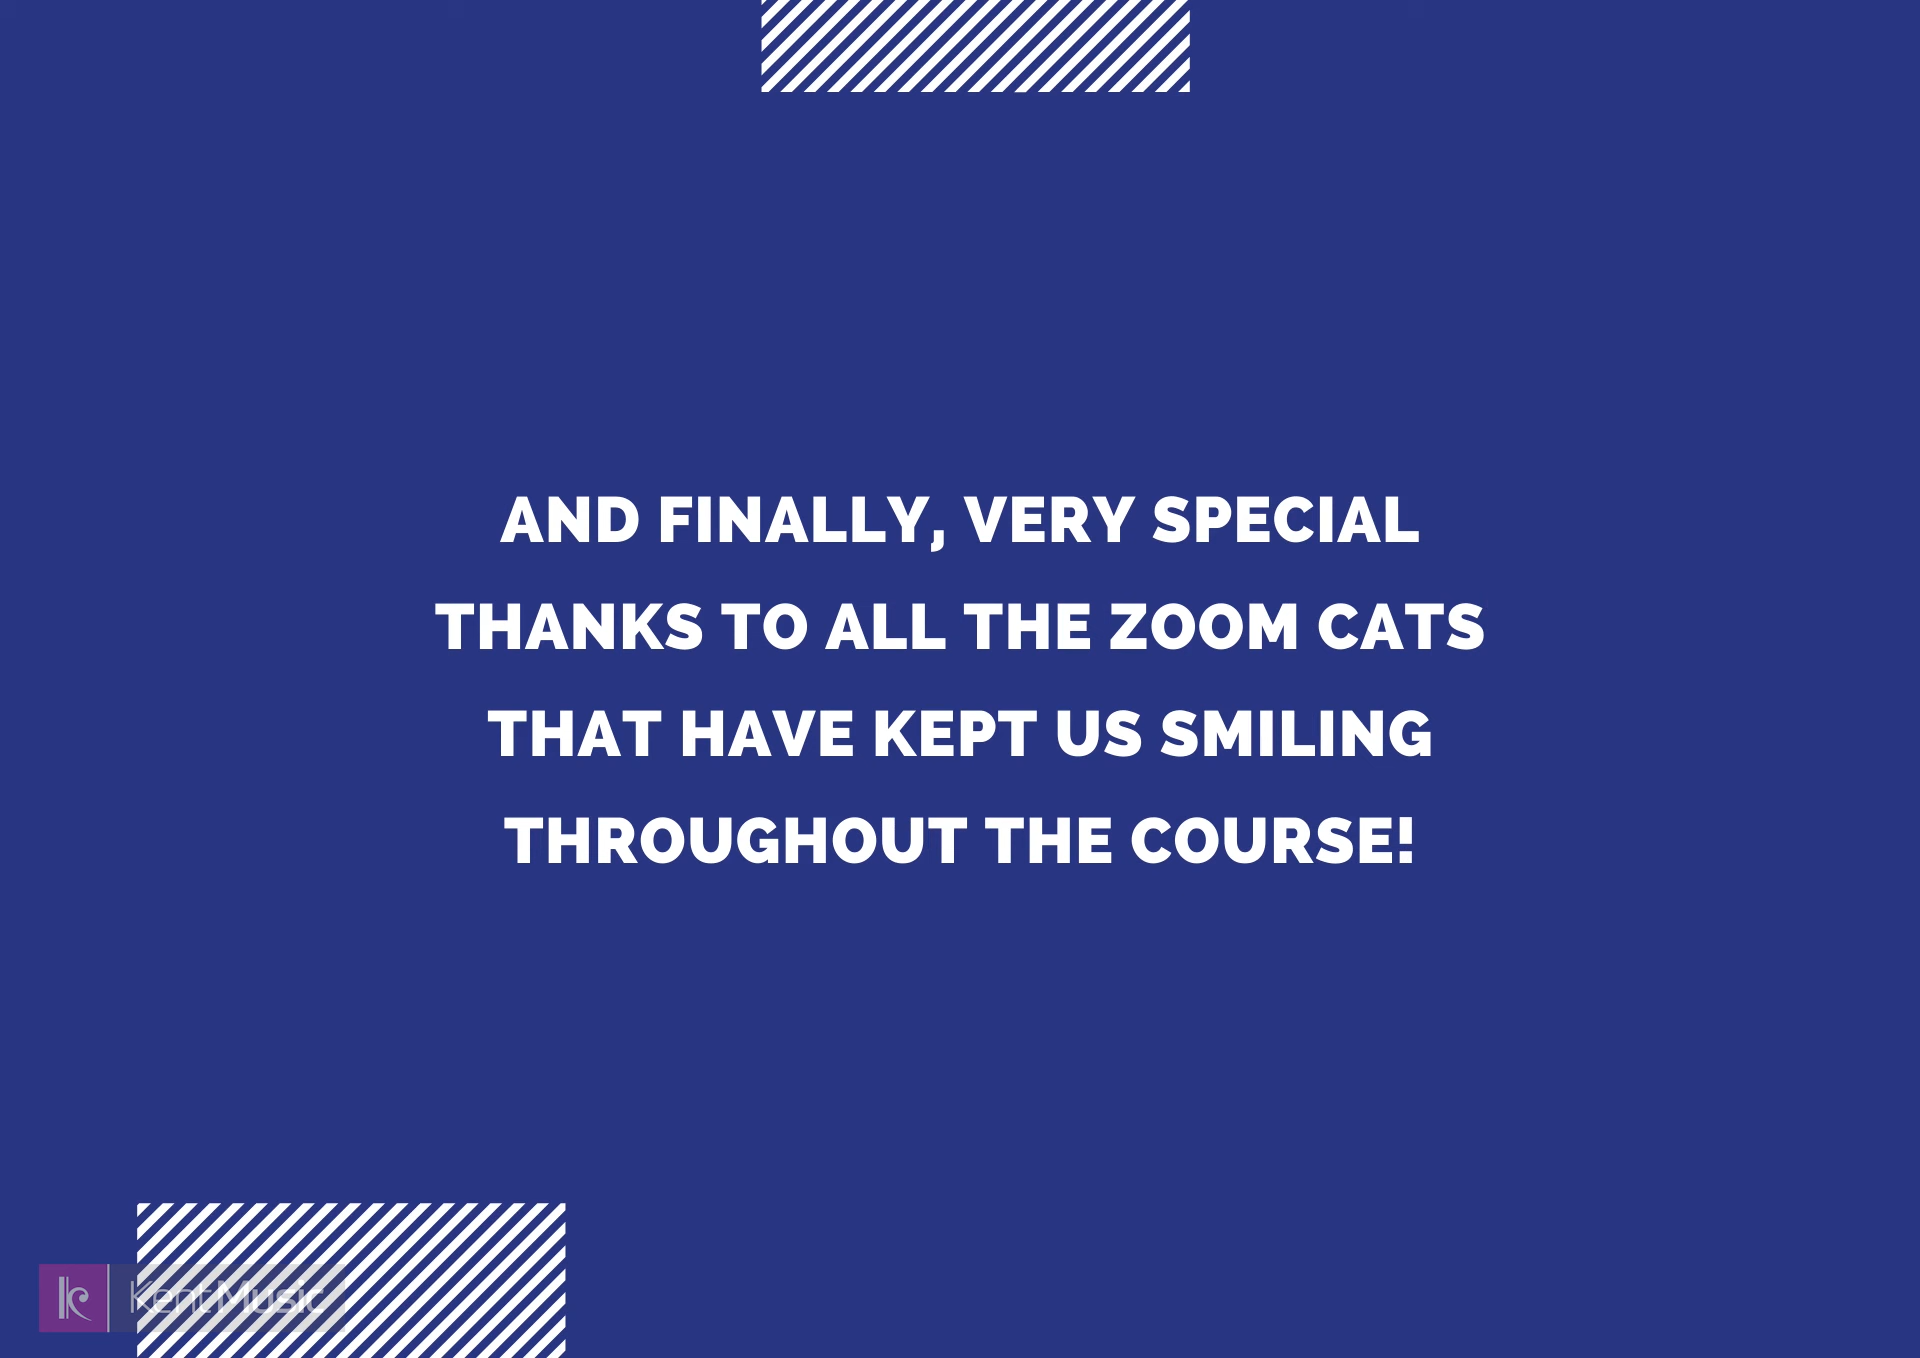 AND FINALLY, VERY SPECIAL
THANKS TO ALL THE ZOOM CATS
THAT HAVE KEPT US SMILING
THROUGHOUT THE COURSE!
KentMusic